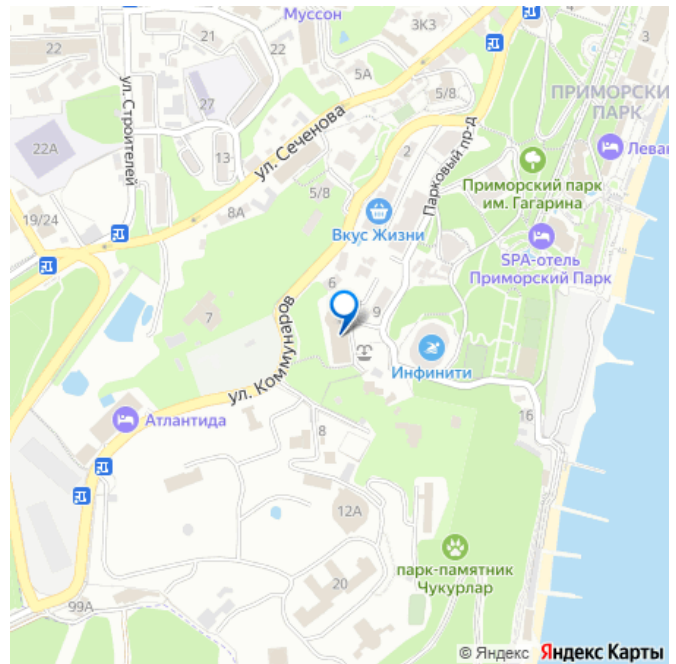 Муссон
3К3
3
22
21
22
5А
27
5/8
ул. Строителей
ул. Сеченова
22А
13
2
Парковый пр-д
ПРИМОРСКИ
ПАРК
Леван
Приморский парк
им. Гагарина
5/8
8А
19/24
Вкус Жизни
SPA-отель
Приморский Парк
6
7
9
ул. Коммунаров
Инфинити
16
Атлантида
8
12А
парк-памятник
Чукурлар
20
99А
© Яндекс Яндекс Карты